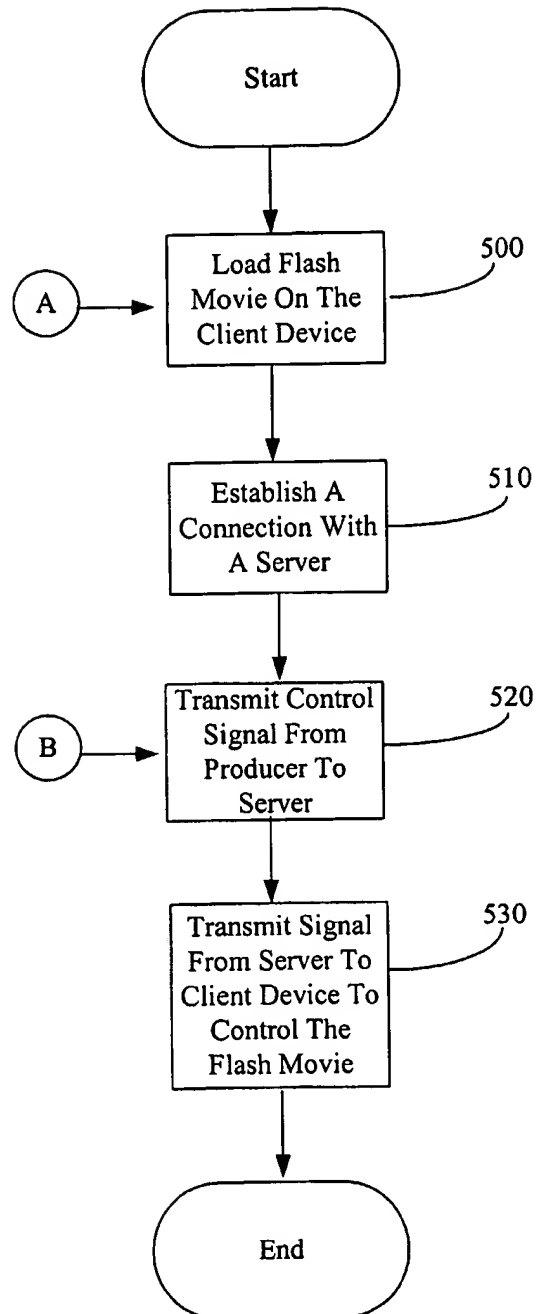 Start
500
Load Flash
Movie On The
Client Device
A
510
Establish A
Connection With
A Server
520
Transmit Control
Signal From
Producer To
Server
B
530
Transmit Signal
From Server To
Client Device To
Control The
Flash Movie
End